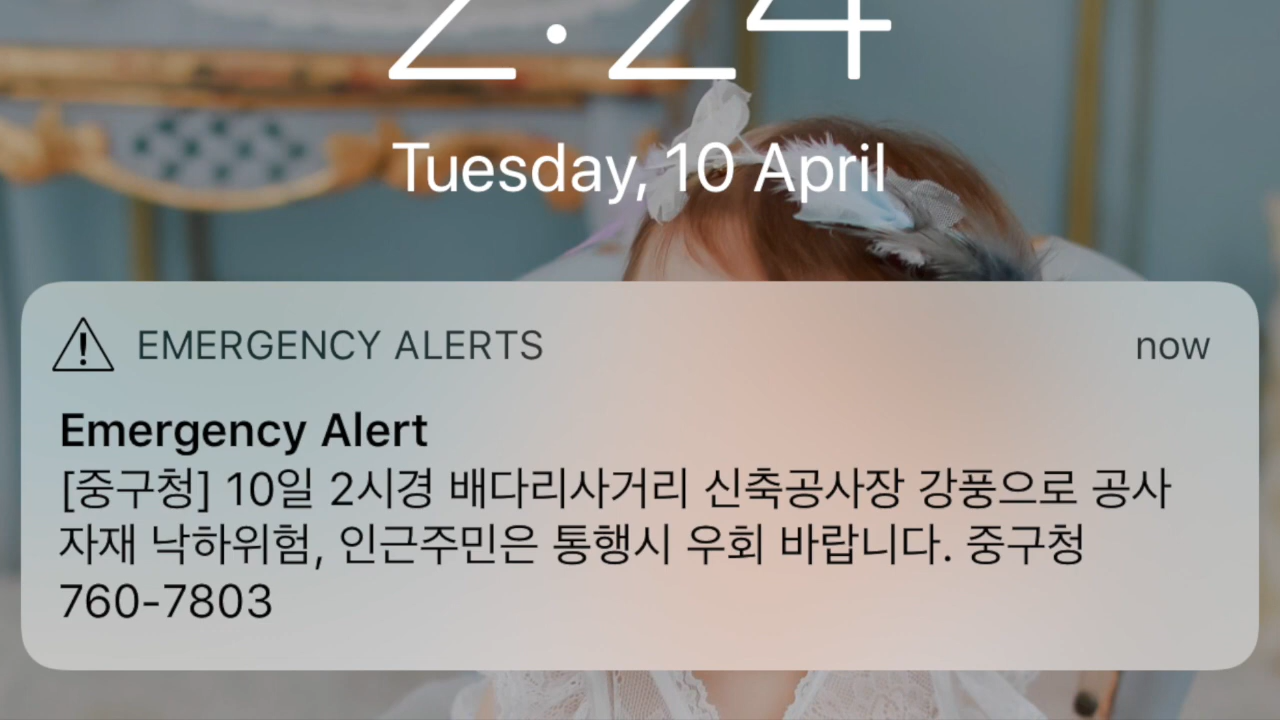 2:24
Tuesday, 10 April
EMERGENCY ALERTS
now
Emergency Alert
[중구청] 10일 2시경 배다리사거리 신축공사장 강풍으로 공사
자재 낙하위험, 인근주민은 통행시 우회 바랍니다. 중구청
760-7803